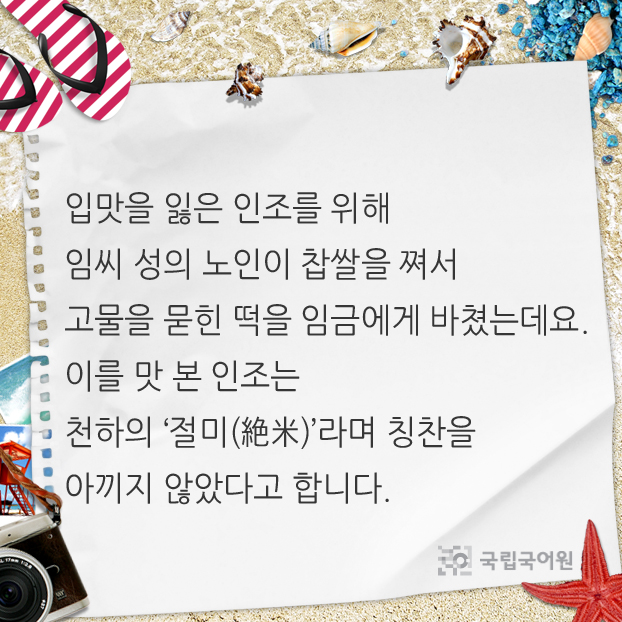 입맛을 잃은 인조를 위해
임씨 성의 노인이 찹쌀을 쪄서
고물을 묻힌 떡을 임금에게 바쳤는데요.
이를 맛 본 인조는
천하의 ‘절미(絶米)’라며 칭찬을
아끼지 않았다고 합니다.
국립국어원